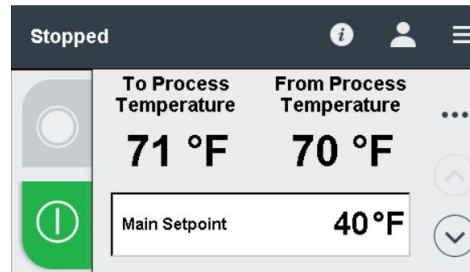 Stopped
To Process
Temperature
From Process
Temperature
71 °F
70 °F
Main Setpoint
40°F